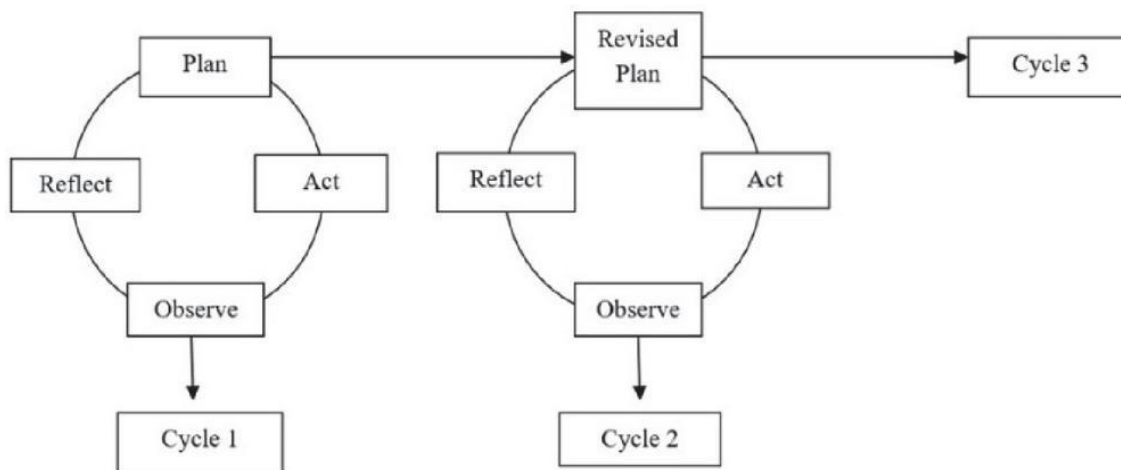 Plan
Revised
Plan
Cycle 3
Reflect
Act
Reflect
Act
Observe
Observe
Cycle 1
Cycle 2